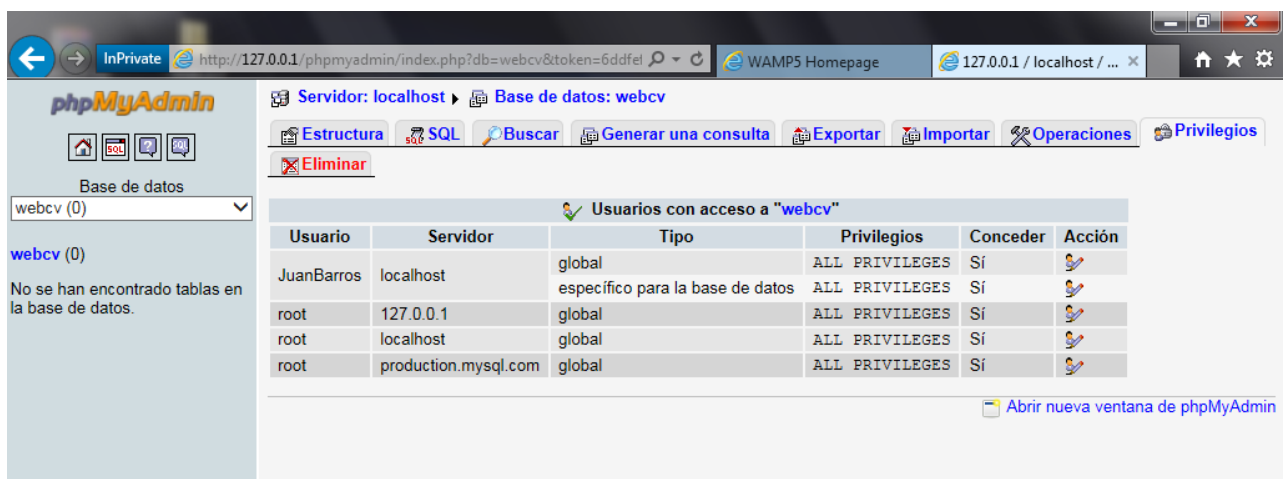 InPrivate http://127.0.0.1/phpmyadmin/index.php?db=webcv&token=6ddfef WAMP5 Homepage 127.0.0.1 / localhost / ...
phpMyAdmin
Servidor: localhost Base de datos: webcv
Estructura SQL Buscar Generar una consulta Exportar Importar Operaciones Privilegios
Eliminar
SQL
Base de datos
webcv (0)
webcv (0)
No se han encontrado tablas en
la base de datos.
Usuarios con acceso a "webcv"
Usuario Servidor Tipo Privilegios Conceder Acción
JuanBarros localhost global ALL PRIVILEGES Sí
específico para la base de datos ALL PRIVILEGES Sí
root 127.0.0.1 global ALL PRIVILEGES Sí
root localhost global ALL PRIVILEGES Sí
root production.mysql.com global ALL PRIVILEGES Sí
Abrir nueva ventana de phpMyAdmin